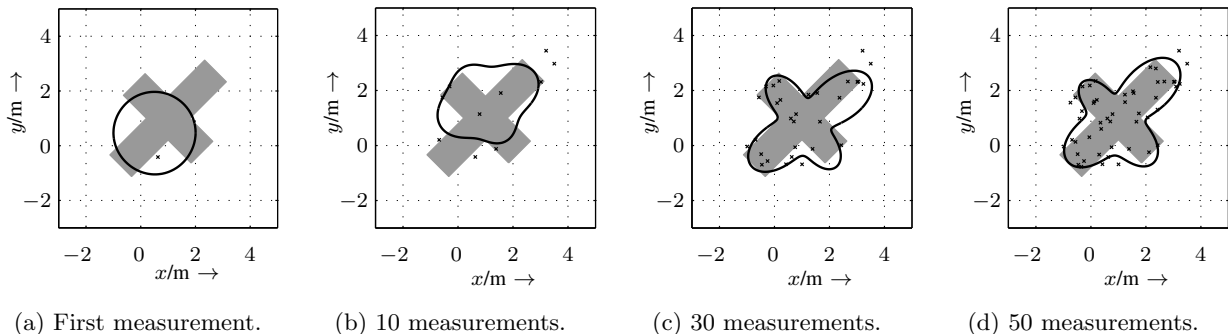 4
2
0
−2
y/m →
−2 0 2 4
x/m →
(a) First measurement.
4
2
0
−2
y/m →
−2 0 2 4
x/m →
(b) 10 measurements.
4
2
0
−2
y/m →
−2 0 2 4
x/m →
(c) 30 measurements.
4
2
0
−2
y/m →
−2 0 2 4
x/m →
(d) 50 measurements.